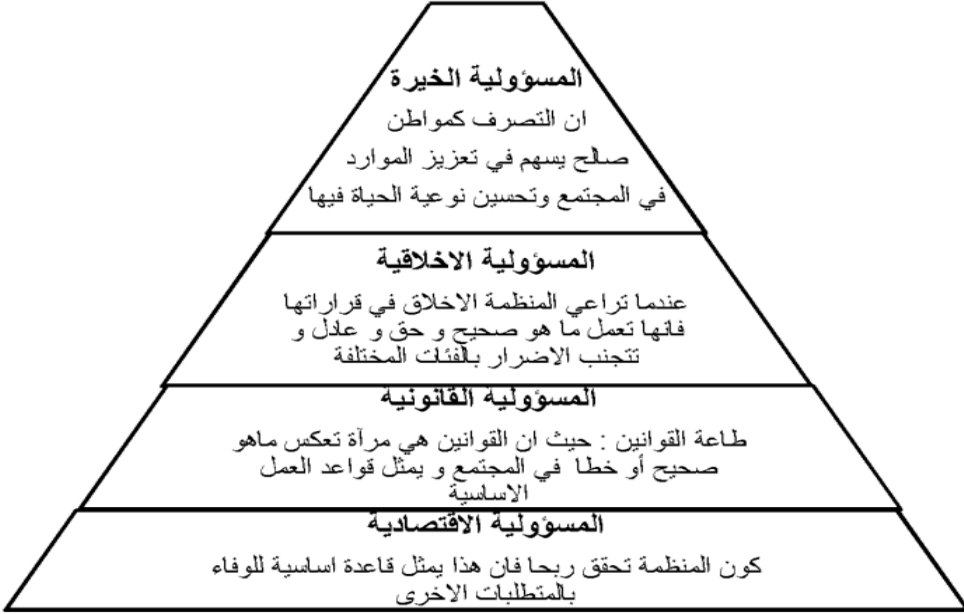 المسؤولية الخيرة
ان التصرف كمواطن
صالح يسهم في تعزيز الموارد
في المجتمع وتحسين نوعية الحياة فيها
المسؤولية الاخلاقية
عندما تراعي المنظمة الاخلاق في قراراتها
فانها تعمل ما هو صحيح و حق و عادل و
تتجنب الاضرار بالفئات المختلفة
المسؤولية القانونية
طاعة القوانين : حيث ان القوانين هي مرآة تعكس ماهو
صحيح أو خطا في المجتمع و يمثل قواعد العمل
الاساسية
المسؤولية الاقتصادية
كون المنظمة تحقق ربحا فان هذا يمثل قاعدة اساسية للوفاء
بالمتطلبات الاخرى